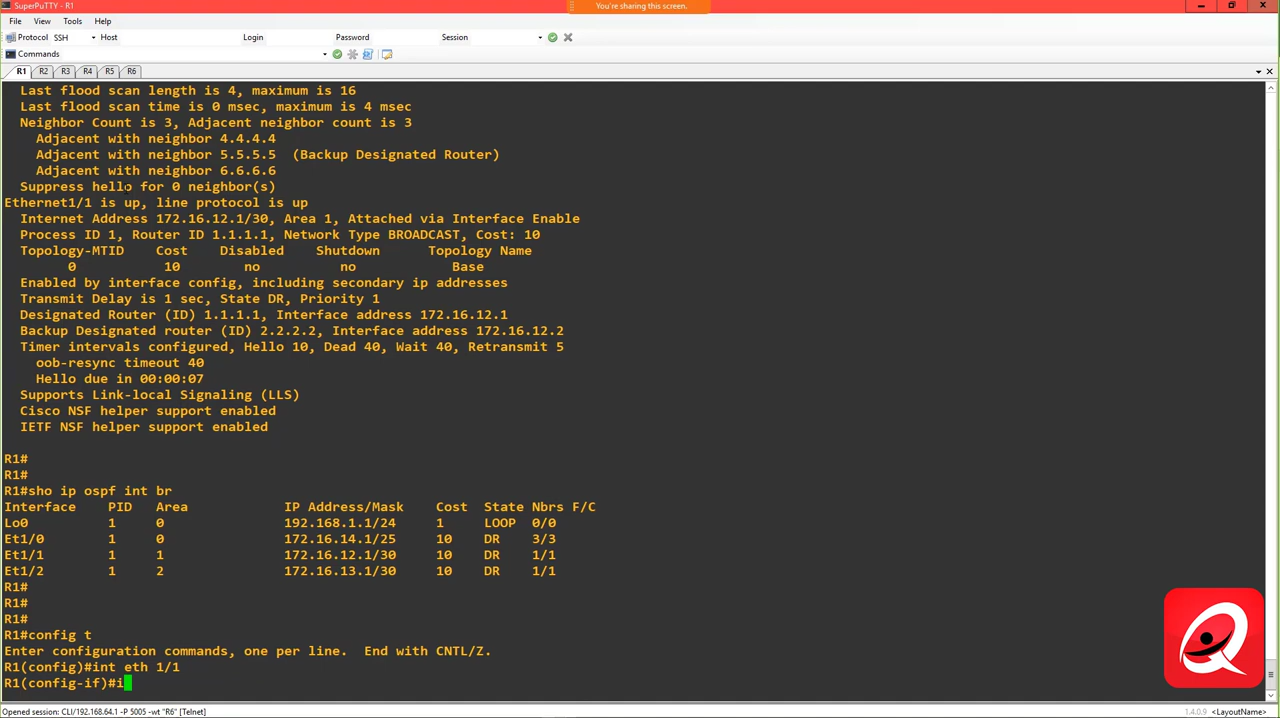 SuperPuTTY - R1
You're sharing this screen.
File View Tools Help
Protocol SSH Host Login Password Session
Commands
R1 R2 R3 R4 R5 R6
Last flood scan length is 4, maximum is 16
Last flood scan time is 0 msec, maximum is 4 msec
Neighbor Count is 3, Adjacent neighbor count is 3
Adjacent with neighbor 4.4.4.4
Adjacent with neighbor 5.5.5.5 (Backup Designated Router)
Adjacent with neighbor 6.6.6.6
Suppress hello for 0 neighbor(s)
Ethernet1/1 is up, line protocol is up
Internet Address 172.16.12.1/30, Area 1, Attached via Interface Enable
Process ID 1, Router ID 1.1.1.1, Network Type BROADCAST, Cost: 10
Topology-MTID Cost Disabled Shutdown Topology Name
0 10 no no Base
Enabled by interface config, including secondary ip addresses
Transmit Delay is 1 sec, State DR, Priority 1
Designated Router (ID) 1.1.1.1, Interface address 172.16.12.1
Backup Designated router (ID) 2.2.2.2, Interface address 172.16.12.2
Timer intervals configured, Hello 10, Dead 40, Wait 40, Retransmit 5
oob-resync timeout 40
Hello due in 00:00:07
Supports Link-local Signaling (LLS)
Cisco NSF helper support enabled
IETF NSF helper support enabled
R1#
R1#
R1#sho ip ospf int br
Interface PID Area IP Address/Mask Cost State Nbrs F/C
Lo0 1 0 192.168.1.1/24 1 LOOP 0/0
Et1/0 1 0 172.16.14.1/25 10 DR 3/3
Et1/1 1 1 172.16.12.1/30 10 DR 1/1
Et1/2 1 2 172.16.13.1/30 10 DR 1/1
R1#
R1#
R1#
R1#config t
Enter configuration commands, one per line. End with CNTL/Z.
R1(config)#int eth 1/1
R1(config-if)#i
Opened session: CLI/192.168.64.1 -P 5005 -wt "R6" [Telnet] 1.4.0.9 <LayoutName>